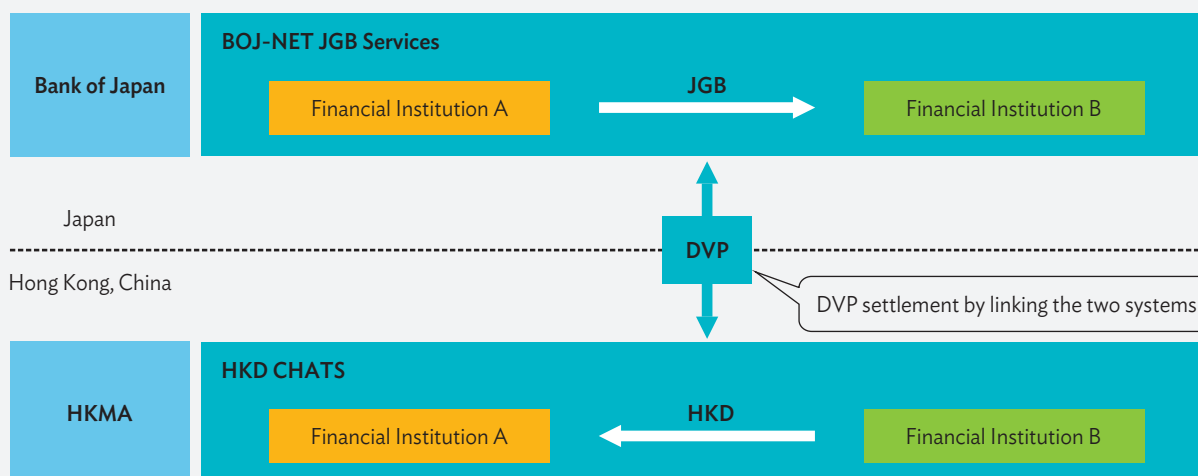 BOJ-NET JGB Services
Bank of Japan
Financial Institution A
JGB
Financial Institution B
Japan
DVP
Hong Kong, China
DVP settlement by linking the two systems
HKD CHATS
HKMA
Financial Institution A
HKD
Financial Institution B